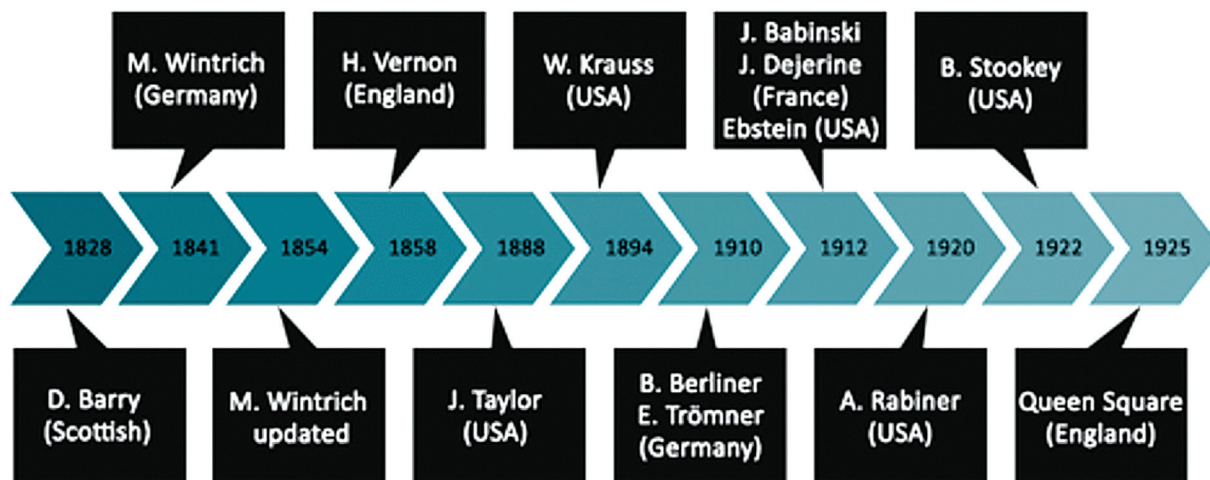 M. Wintrich
(Germany)
H. Vernon
(England)
W. Krauss
(USA)
J. Babinski
J. Dejerine
(France)
Ebstein (USA)
B. Stookey
(USA)
1828
1841
1854
1858
1888
1894
1910
1912
1920
1922
1925
D. Barry
(Scottish)
M. Wintrich
updated
J. Taylor
(USA)
B. Berliner
E. Trömner
(Germany)
A. Rabiner
(USA)
Queen Square
(England)